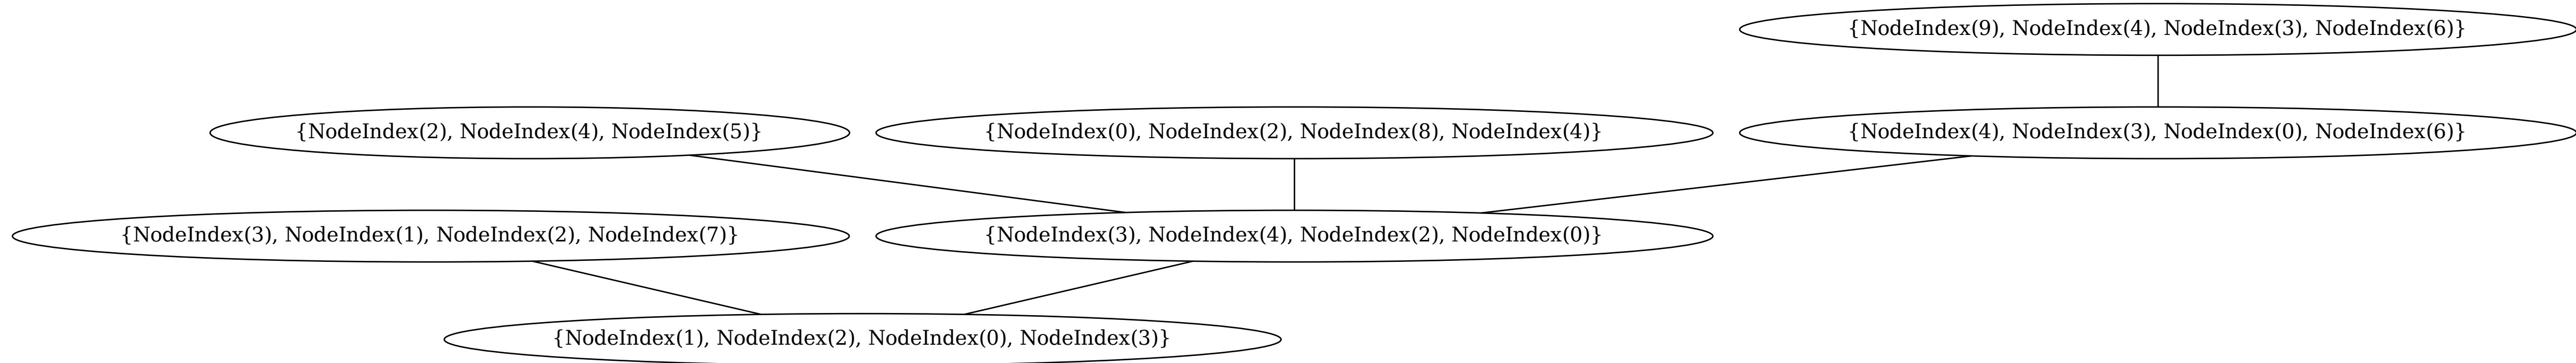 {NodeIndex(9), NodeIndex(4), NodeIndex(3), NodeIndex(6)}
{NodeIndex(2), NodeIndex(4), NodeIndex(5)}
{NodeIndex(0), NodeIndex(2), NodeIndex(8), NodeIndex(4)}
{NodeIndex(4), NodeIndex(3), NodeIndex(0), NodeIndex(6)}
{NodeIndex(3), NodeIndex(1), NodeIndex(2), NodeIndex(7)}
{NodeIndex(3), NodeIndex(4), NodeIndex(2), NodeIndex(0)}
{NodeIndex(1), NodeIndex(2), NodeIndex(0), NodeIndex(3)}